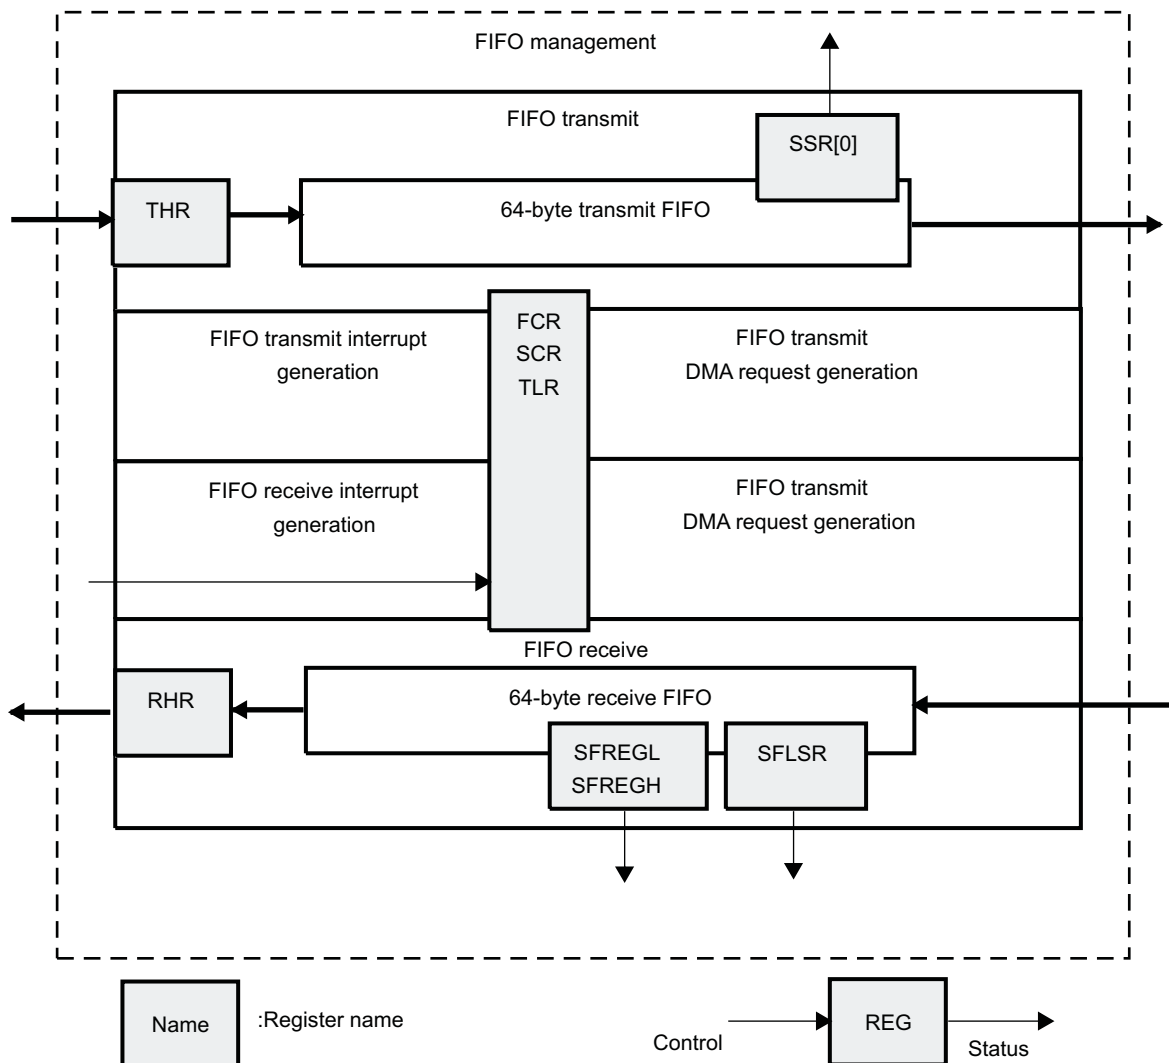 FIFO management
FIFO transmit
SSR[0]
THR
64-byte transmit FIFO
FCR
SCR
TLR
FIFO transmit interrupt
generation
FIFO transmit
DMA request generation
FIFO receive interrupt
generation
FIFO transmit
DMA request generation
FIFO receive
RHR
64-byte receive FIFO
SFREGL
SFREGH
SFLSR
Name
:Register name
Control
REG
Status